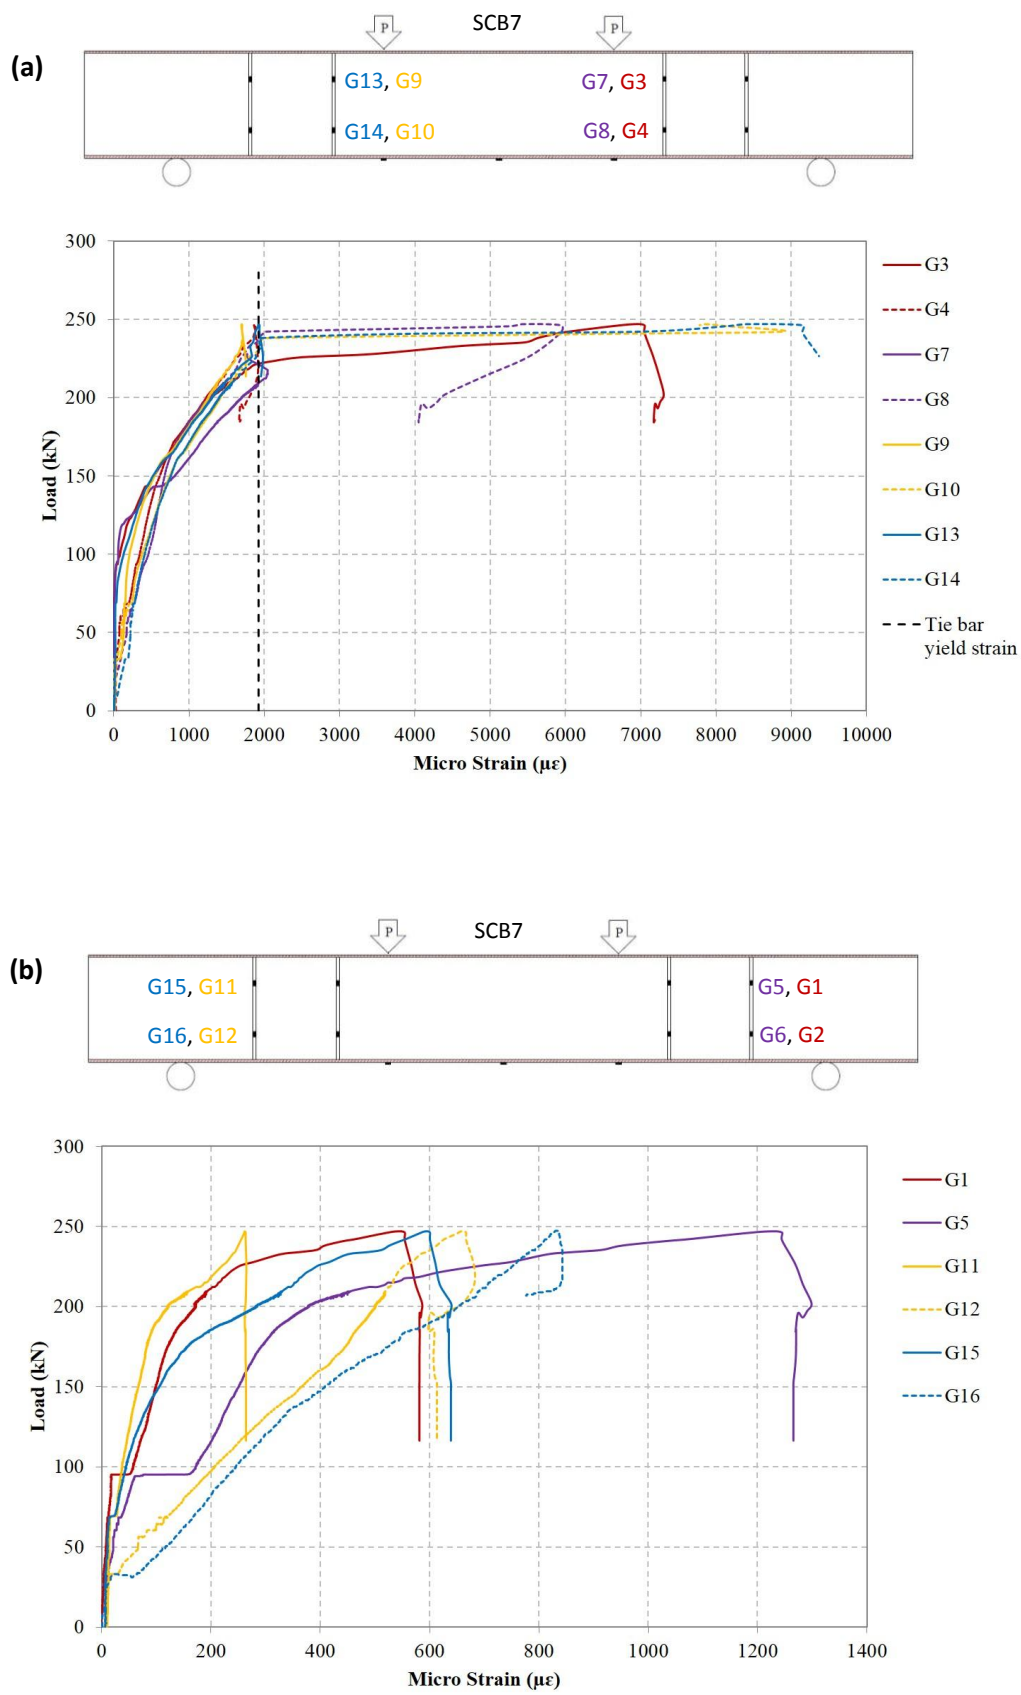 SCB7
P
P
(a)
G13, G9
G7, G3
G14, G10
G8, G4
300
250
200
150
100
50
0
Load (kN)
0 1000 2000 3000 4000 5000 6000 7000 8000 9000 10000
Micro Strain (με)
G3
G4
G7
G8
G9
G10
G13
G14
Tie bar
yield strain
SCB7
P
P
(b)
G15, G11
G5, G1
G16, G12
G6, G2
300
250
200
150
100
50
0
Load (kN)
0 200 400 600 800 1000 1200 1400
Micro Strain (με)
G1
G5
G11
G12
G15
G16